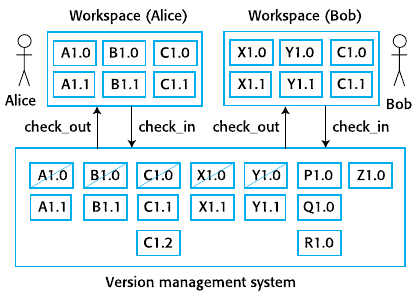 Workspace (Alice) Workspace (Bob)
A1.0 B1.0 C1.0 X1.0 Y1.0 C1.0
A1.1 B1.1 C1.1 X1.1 Y1.1 C1.1
Alice Bob
check_out check_in check_out check_in
A1.0 B1.0 C1.0 X1.0 Y1.0 P1.0 Z1.0
A1.1 B1.1 C1.1 X1.1 Y1.1 Q1.0
C1.2 R1.0
Version management system